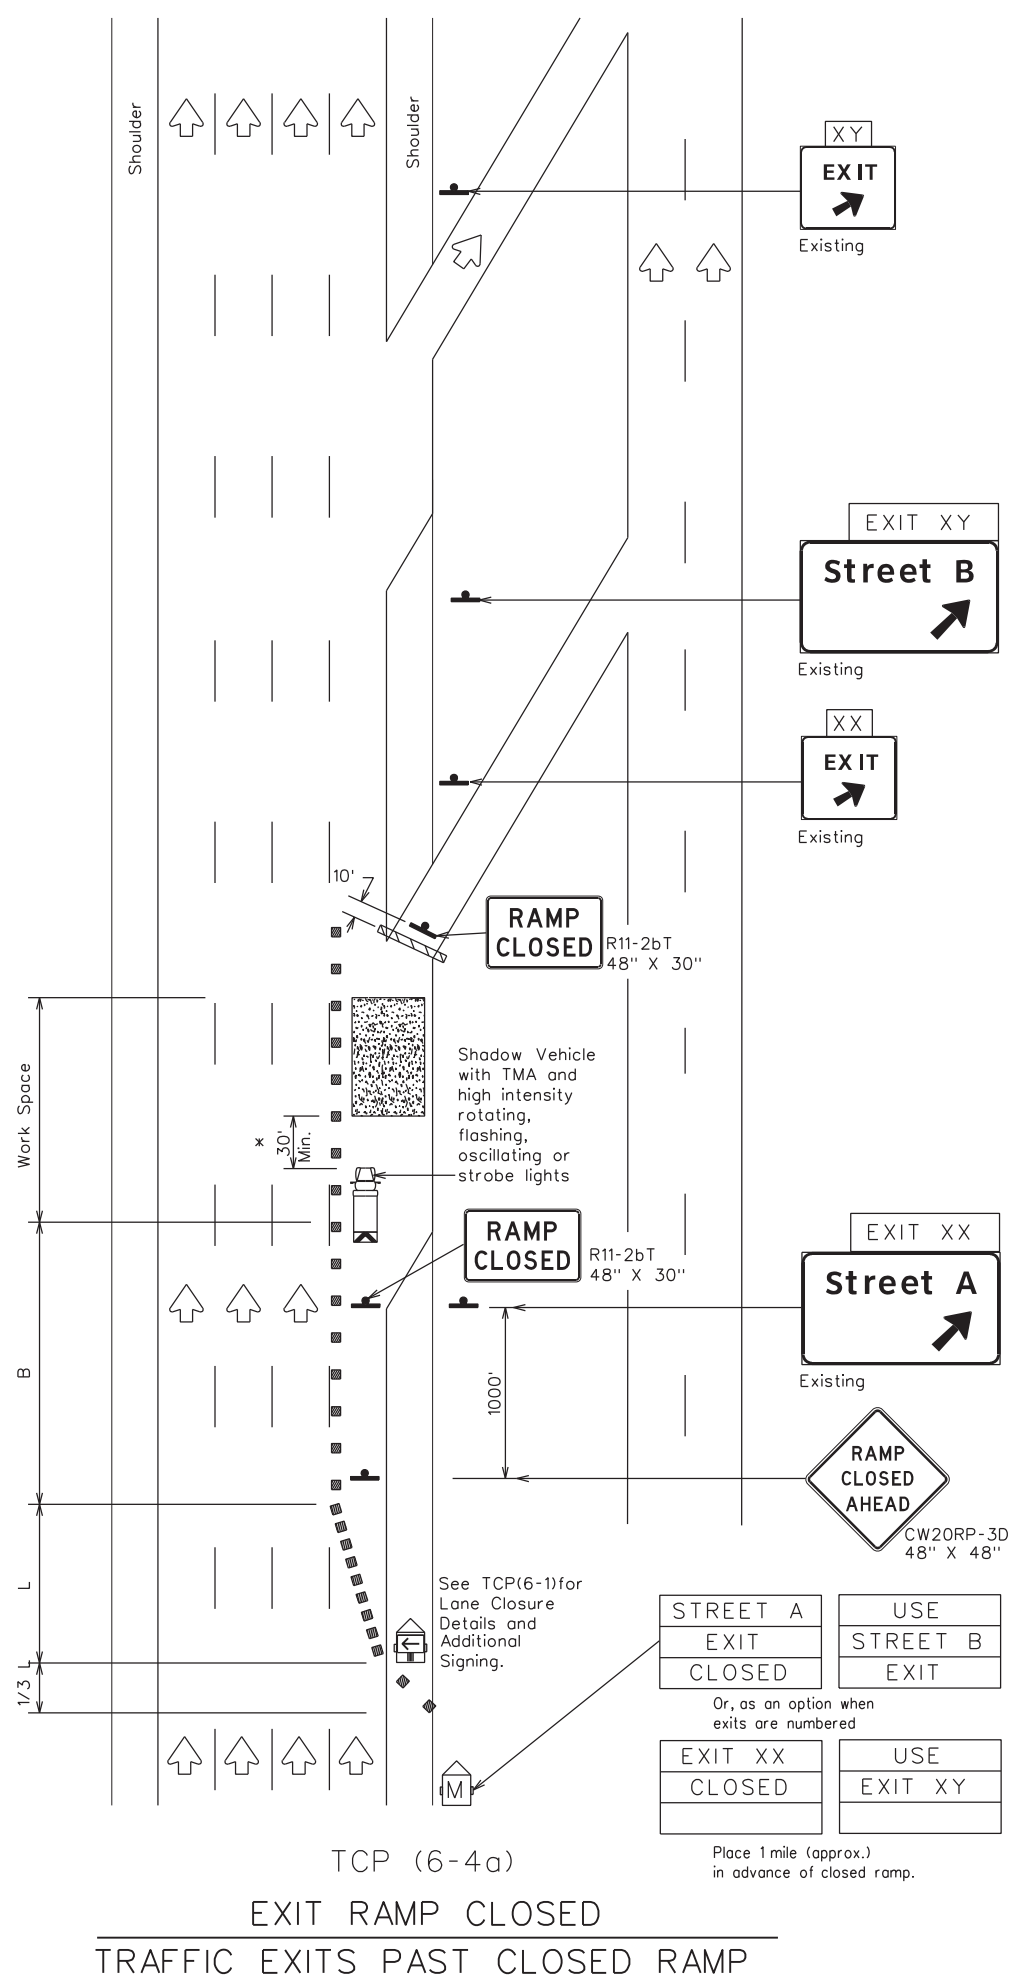 Shoulder
Shoulder
XY
EXIT
Existing
EXIT XY
Street B
Existing
XX
EXIT
Existing
10'
RAMP
CLOSED
R11-2bT
48" X 30"
Work Space
*
30'
Min.
Shadow Vehicle
with TMA and
high intensity
rotating,
flashing,
oscillating or
strobe lights
RAMP
CLOSED
R11-2bT
48" X 30"
EXIT XX
Street A
Existing
B
1000'
RAMP
CLOSED
AHEAD
CW20RP-3D
48" X 48"
L
1/3 L
See TCP(6-1)for
Lane Closure
Details and
Additional
Signing.
STREET A
EXIT
CLOSED
USE
STREET B
EXIT
Or, as an option when
exits are numbered
M
EXIT XX
CLOSED
USE
EXIT XY
Place 1 mile (approx.)
in advance of closed ramp.
TCP (6-4a)
EXIT RAMP CLOSED
TRAFFIC EXITS PAST CLOSED RAMP